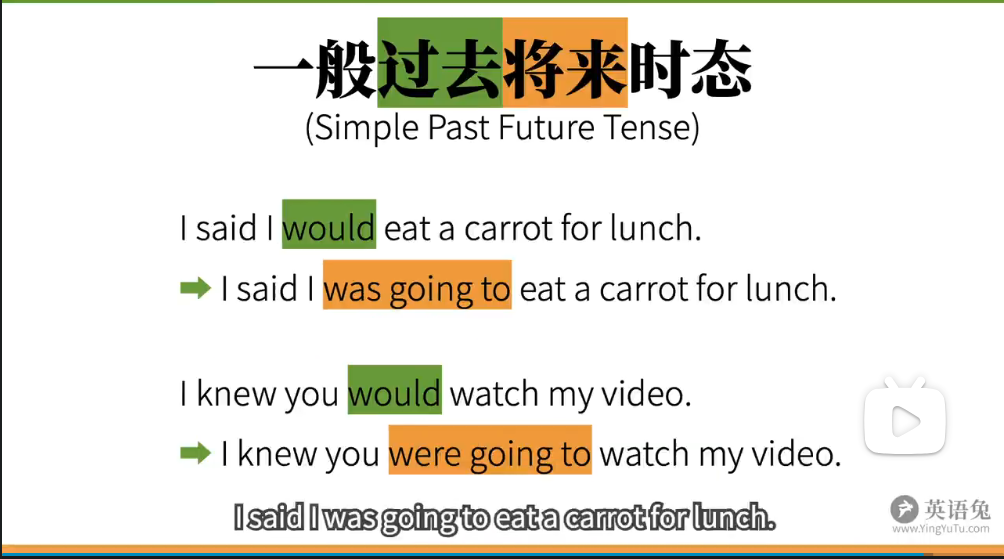 一般过去将来时态
(Simple Past Future Tense)
I said I would eat a carrot for lunch.
➡ I said I was going to eat a carrot for lunch.
I knew you would watch my video.
➡ I knew you were going to watch my video.
I said I was going to eat a carrot for lunch.
英语兔
www.YingYuTu.com